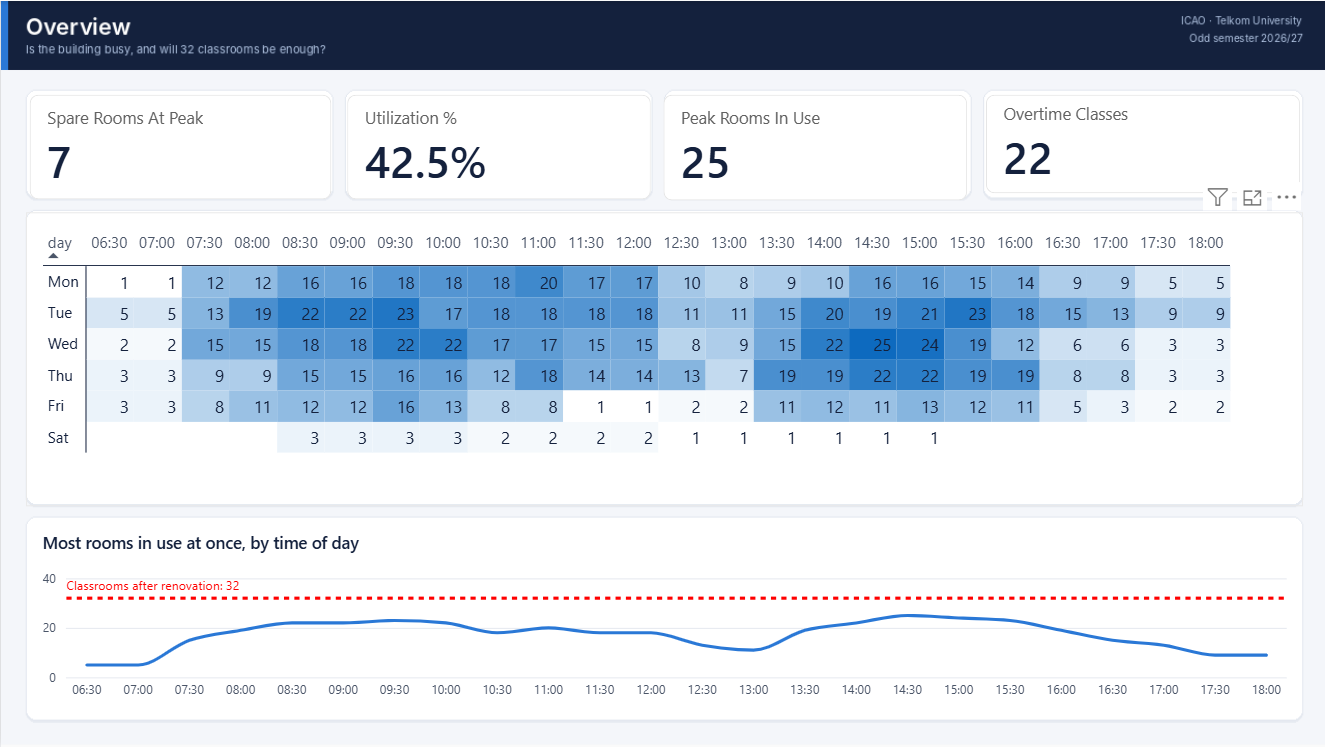 Overview
Is the building busy, and will 32 classrooms be enough?
ICAO · Telkom University
Odd semester 2026/27
Spare Rooms At Peak
7
Utilization %
42.5%
Peak Rooms In Use
25
Overtime Classes
22
day 06:30 07:00 07:30 08:00 08:30 09:00 09:30 10:00 10:30 11:00 11:30 12:00 12:30 13:00 13:30 14:00 14:30 15:00 15:30 16:00 16:30 17:00 17:30 18:00
Mon 1 1 12 12 16 16 18 18 18 20 17 17 10 8 9 10 16 16 15 14 9 9 5 5
Tue 5 5 13 19 22 22 23 17 18 18 18 18 11 11 15 20 19 21 23 18 15 13 9 9
Wed 2 2 15 15 18 18 22 22 17 17 15 15 8 9 15 22 25 24 19 12 6 6 3 3
Thu 3 3 9 9 15 15 16 16 12 18 14 14 13 7 19 19 22 22 19 19 8 8 3 3
Fri 3 3 8 11 12 12 16 13 8 8 1 1 2 2 11 12 11 13 12 11 5 3 2 2
Sat 3 3 3 3 2 2 2 2 1 1 1 1 1 1
Most rooms in use at once, by time of day
40
Classrooms after renovation: 32
20
0
06:30 07:00 07:30 08:00 08:30 09:00 09:30 10:00 10:30 11:00 11:30 12:00 12:30 13:00 13:30 14:00 14:30 15:00 15:30 16:00 16:30 17:00 17:30 18:00